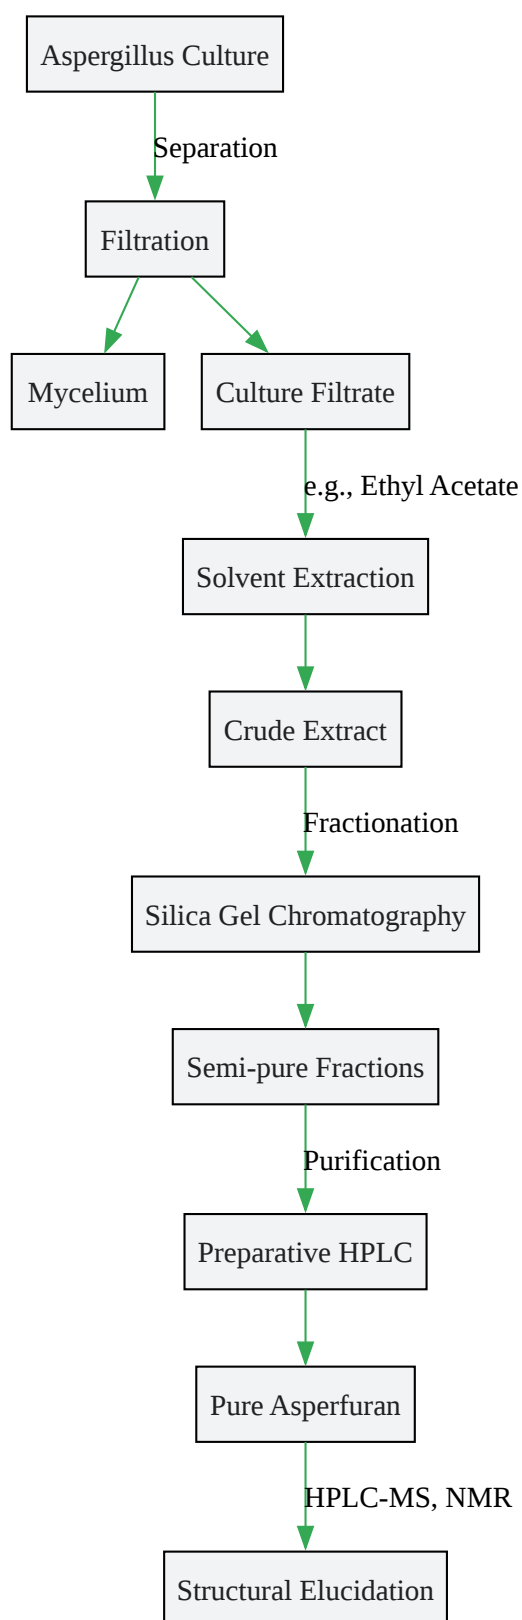 Aspergillus Culture
Separation
Filtration
Mycelium
Culture Filtrate
e.g., Ethyl Acetate
Solvent Extraction
Crude Extract
Fractionation
Silica Gel Chromatography
Semi-pure Fractions
Purification
Preparative HPLC
Pure Asperfuran
HPLC-MS, NMR
Structural Elucidation